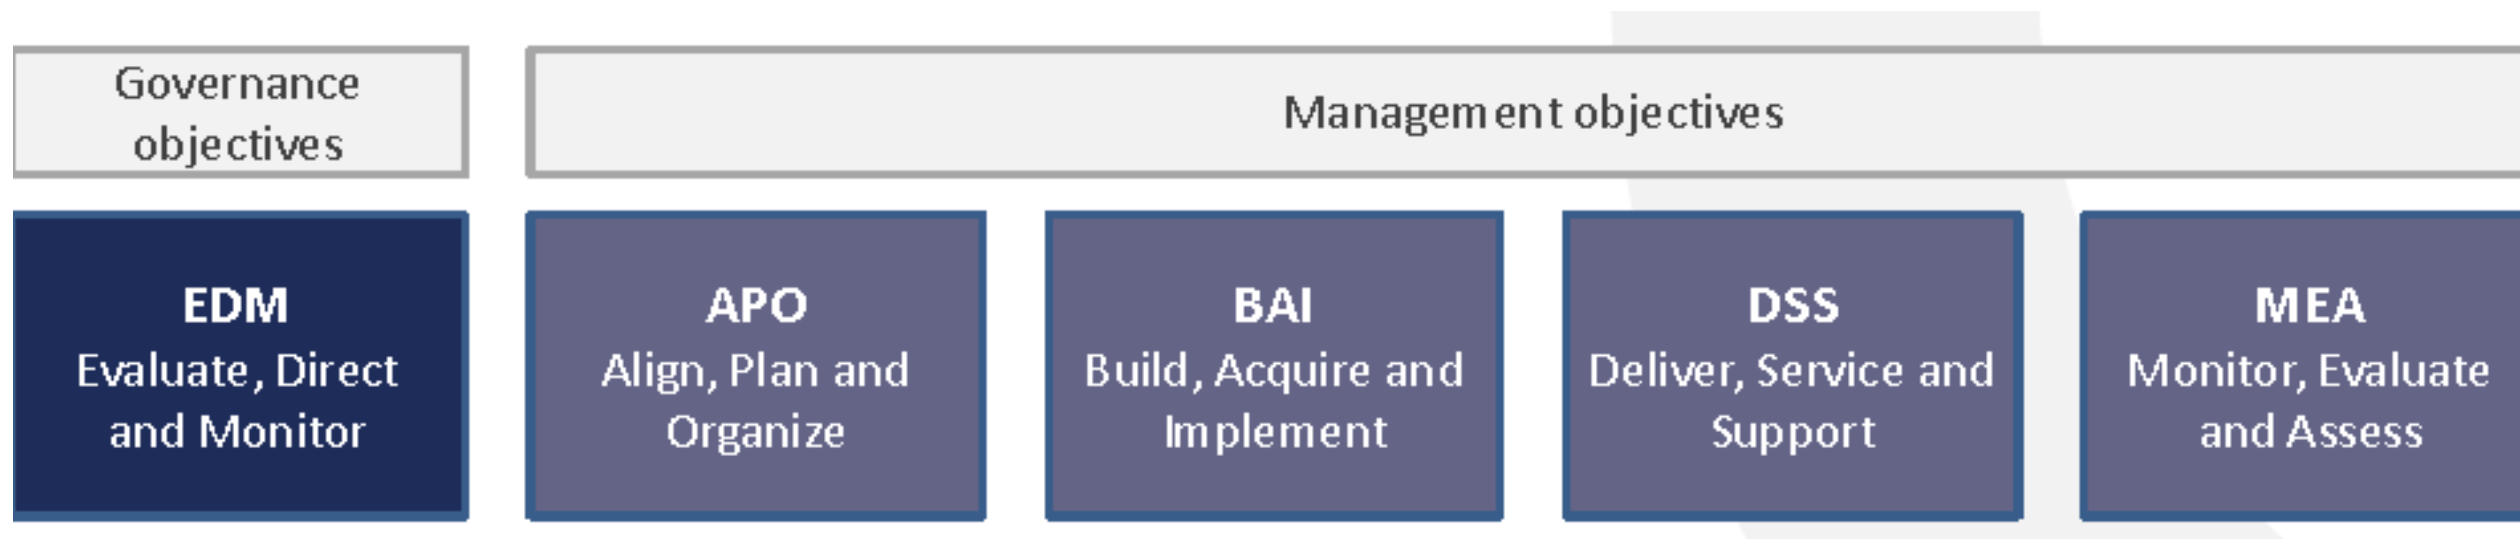 Governance
objectives
Management objectives
EDM
Evaluate, Direct
and Monitor
APO
Align, Plan and
Organize
BAI
Build, Acquire and
Implement
DSS
Deliver, Service and
Support
MEA
Monitor, Evaluate
and Assess